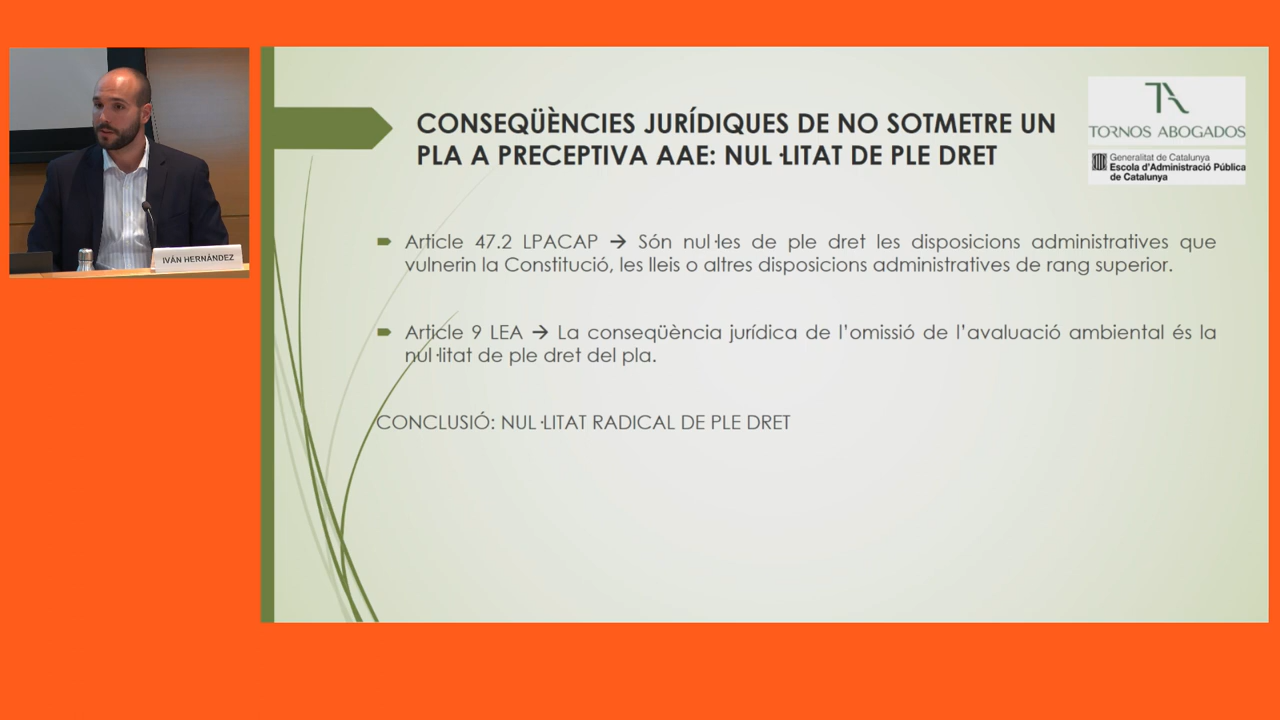 IVÁN HERNÁNDEZ
CONSEQÜÈNCIES JURÍDIQUES DE NO SOTMETRE UN
PLA A PRECEPTIVA AAE: NUL·LITAT DE PLE DRET
TA
TORNOS ABOGADOS
Generalitat de Catalunya
Escola d'Administració Pública
de Catalunya
Article 47.2 LPACAP → Són nul·les de ple dret les disposicions administratives que
vulnerin la Constitució, les lleis o altres disposicions administratives de rang superior.
Article 9 LEA → La conseqüència jurídica de l'omissió de l'avaluació ambiental és la
nul·litat de ple dret del pla.
CONCLUSIÓ: NUL·LITAT RADICAL DE PLE DRET